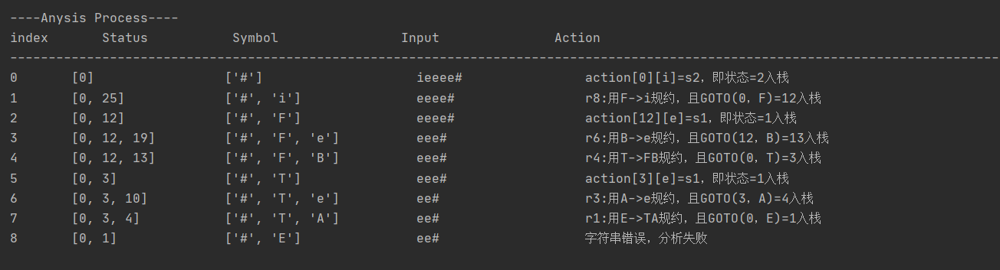 ----Anysis Process----
index Status Symbol Input Action
--------------------------------------------------------------------------------------------------------------------------------
0 [0] ['#'] ieeee# action[0][i]=s2，即状态=2入栈
1 [0, 25] ['#', 'i'] eeee# r8:用F->i规约，且GOTO(0，F)=12入栈
2 [0, 12] ['#', 'F'] eeee# action[12][e]=s1，即状态=1入栈
3 [0, 12, 19] ['#', 'F', 'e'] eee# r6:用B->e规约，且GOTO(12，B)=13入栈
4 [0, 12, 13] ['#', 'F', 'B'] eee# r4:用T->FB规约，且GOTO(0，T)=3入栈
5 [0, 3] ['#', 'T'] eee# action[3][e]=s1，即状态=1入栈
6 [0, 3, 10] ['#', 'T', 'e'] ee# r3:用A->e规约，且GOTO(3，A)=4入栈
7 [0, 3, 4] ['#', 'T', 'A'] ee# r1:用E->TA规约，且GOTO(0，E)=1入栈
8 [0, 1] ['#', 'E'] ee# 字符串错误，分析失败